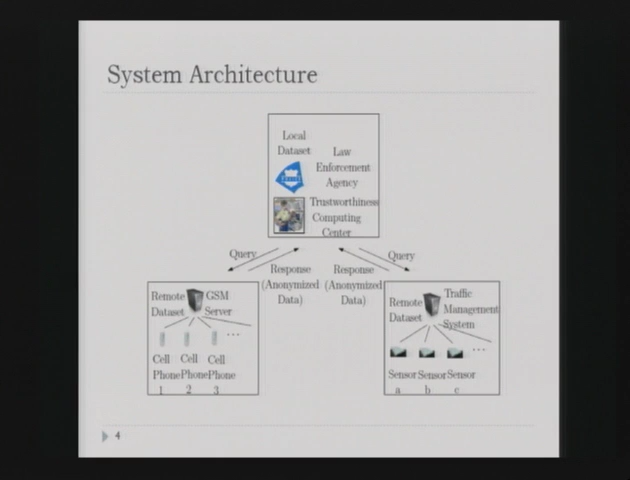 System Architecture
Local
Dataset
Law
Enforcement
Agency
Trustworthiness
Computing
Center
Query
Response
(Anonymized
Data)
Response
(Anonymized
Data)
Query
Remote
Dataset
GSM
Server
...
Cell
Phone
1
Cell
Phone
2
Cell
Phone
3
Remote
Dataset
Traffic
Management
System
...
Sensor
a
Sensor
b
Sensor
c
4